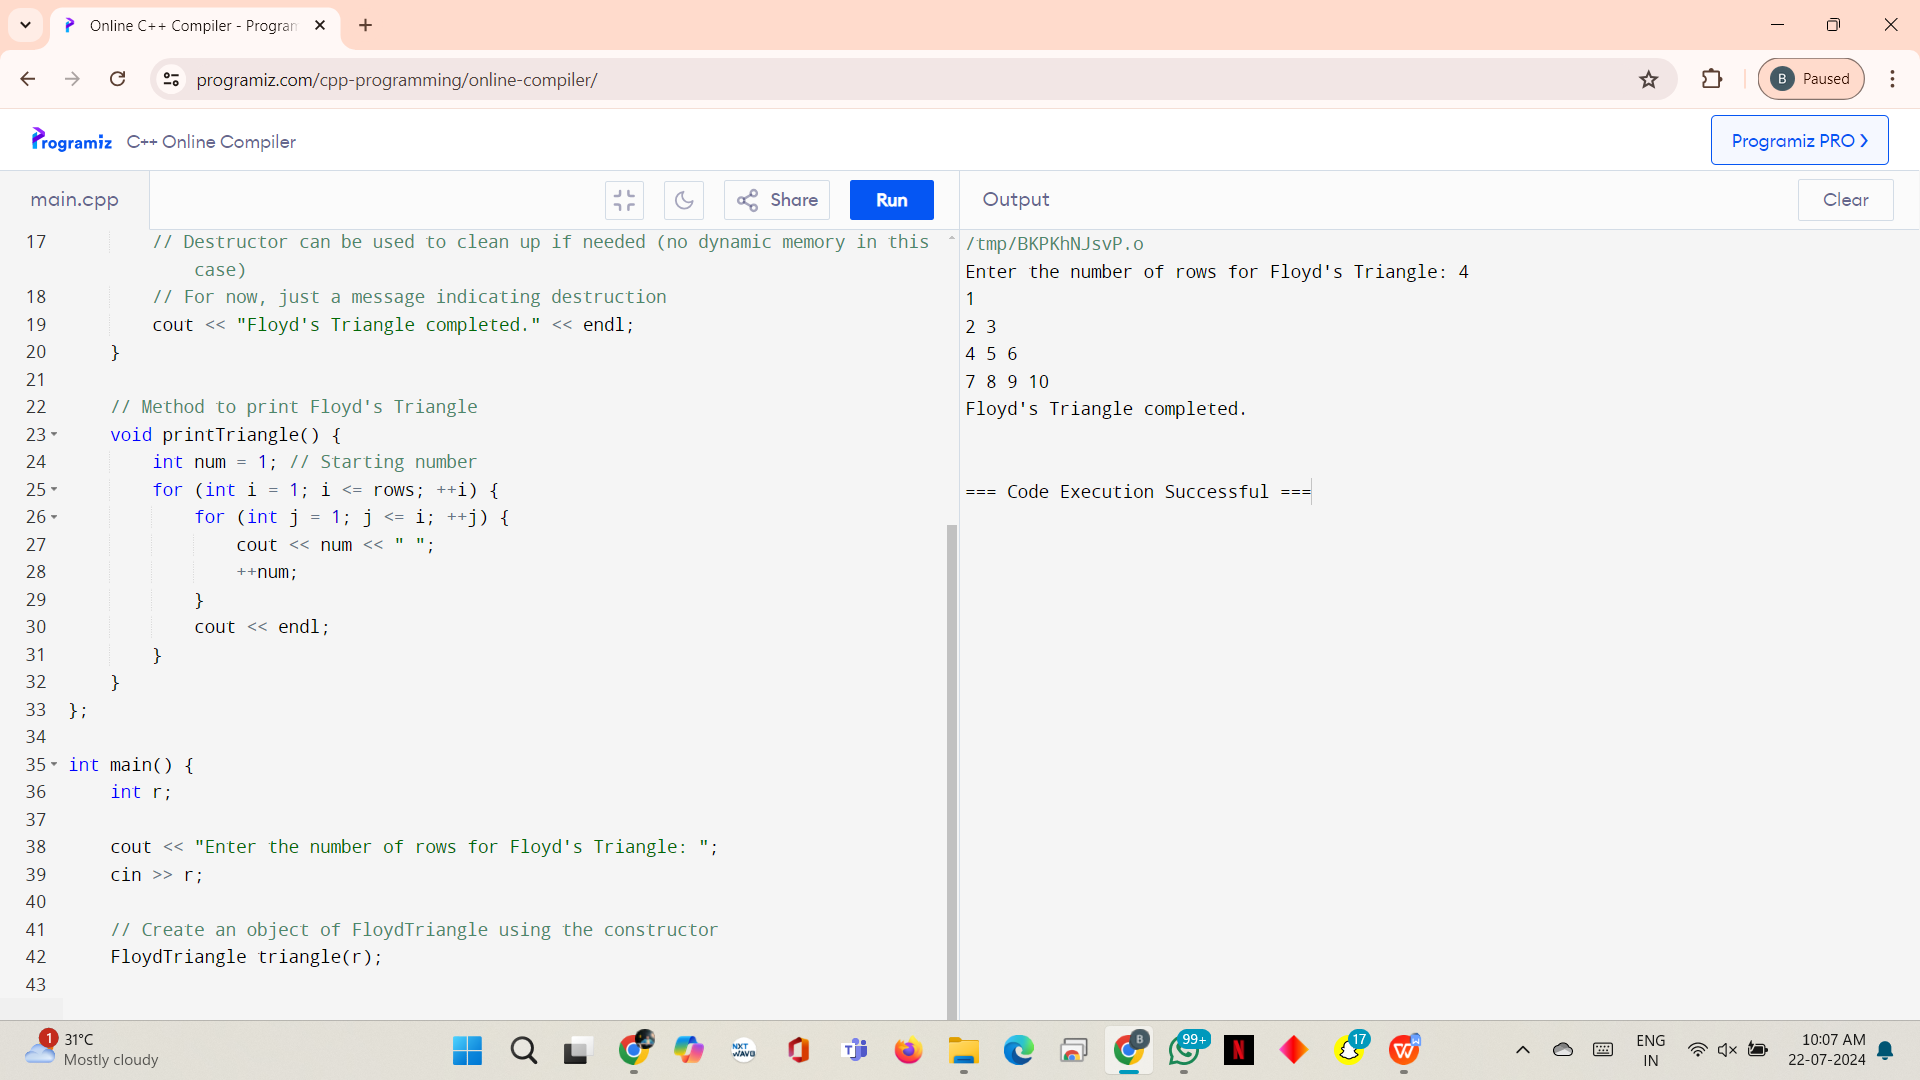 Online C++ Compiler - Program
programiz.com/cpp-programming/online-compiler/
B Paused
Programiz C++ Online Compiler
Programiz PRO
main.cpp
Share
Run
Output
Clear
17 // Destructor can be used to clean up if needed (no dynamic memory in this
case)
18 // For now, just a message indicating destruction
19 cout << "Floyd's Triangle completed." << endl;
20 }
21
22 // Method to print Floyd's Triangle
23 void printTriangle() {
24 int num = 1; // Starting number
25 for (int i = 1; i <= rows; ++i) {
26 for (int j = 1; j <= i; ++j) {
27 cout << num << " ";
28 ++num;
29 }
30 cout << endl;
31 }
32 }
33 };
34
35 int main() {
36 int r;
37
38 cout << "Enter the number of rows for Floyd's Triangle: ";
39 cin >> r;
40
41 // Create an object of FloydTriangle using the constructor
42 FloydTriangle triangle(r);
43
/tmp/BKPKhNJsvP.o
Enter the number of rows for Floyd's Triangle: 4
1
2 3
4 5 6
7 8 9 10
Floyd's Triangle completed.
=== Code Execution Successful ===
1
31°C
Mostly cloudy
NXT
WAVE
B
99+
N
17
W
ENG
IN
10:07 AM
22-07-2024